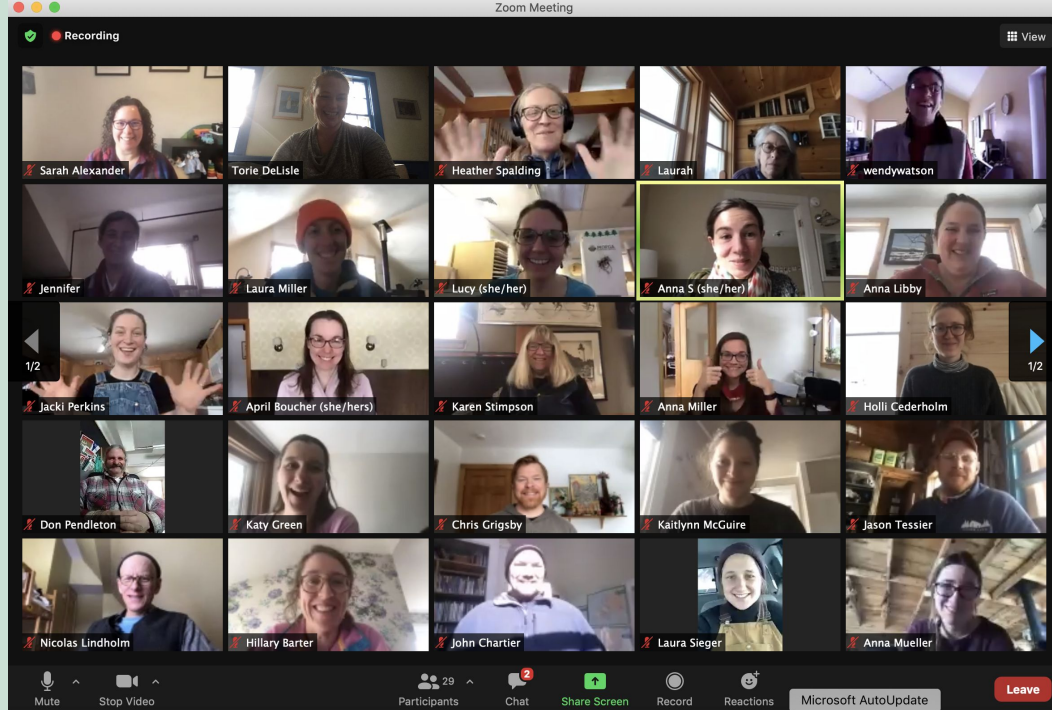 Zoom Meeting
Recording
View
Sarah Alexander
Torie DeLisle
Heather Spalding
Laurah
wendywatson
Jennifer
Laura Miller
Lucy (she/her)
Anna S (she/her)
Anna Libby
1/2
1/2
Jacki Perkins
April Boucher (she/hers)
Karen Stimpson
Anna Miller
Holli Cederholm
Don Pendleton
Katy Green
Chris Grigsby
Kaitlynn McGuire
Jason Tessier
Nicolas Lindholm
Hillary Barter
John Chartier
Laura Sieger
Anna Mueller
29
2
Mute
Stop Video
Participants
Chat
Share Screen
Record
Reactions
Microsoft AutoUpdate
Leave